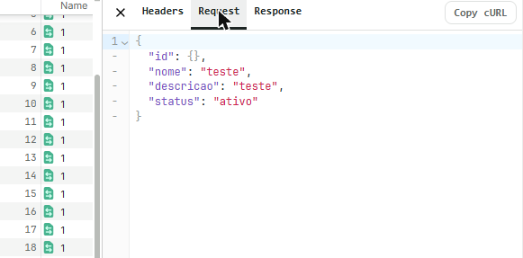 Name
Headers Request Response Copy cURL
5 1
6 1
7 1
8 1
9 1
10 1
11 1
12 1
13 1
14 1
15 1
16 1
17 1
18 1
1 {
- "id": {},
- "nome": "teste",
- "descricao": "teste",
- "status": "ativo"
- }